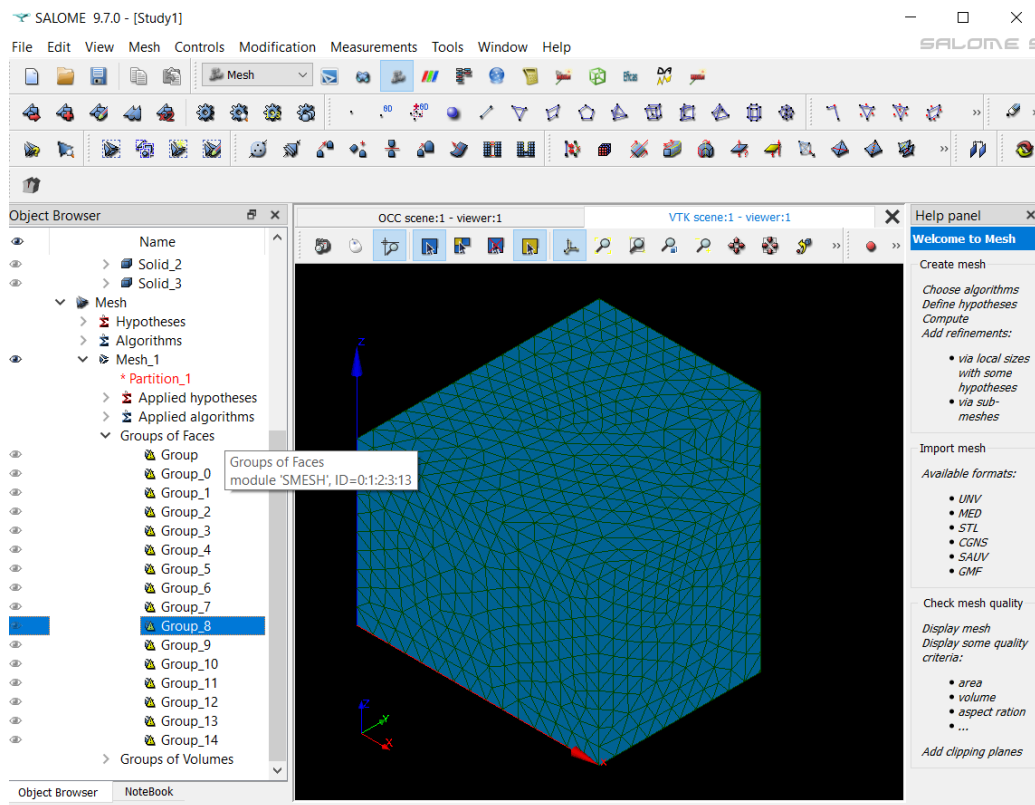 SALOME 9.7.0 - [Study1]
File Edit View Mesh Controls Modification Measurements Tools Window Help
SALOME
Mesh
Object Browser
OCC scene:1 - viewer:1
VTK scene:1 - viewer:1
Help panel
Name
Solid_2
Solid_3
Mesh
Hypotheses
Algorithms
Mesh_1
* Partition_1
Applied hypotheses
Applied algorithms
Groups of Faces
Group
Group_0
Group_1
Group_2
Group_3
Group_4
Group_5
Group_6
Group_7
Group_8
Group_9
Group_10
Group_11
Group_12
Group_13
Group_14
Groups of Volumes
Groups of Faces
module 'SMESH', ID=0:1:2:3:13
Z
X
Z
Y
X
Welcome to Mesh
Create mesh
Choose algorithms
Define hypotheses
Compute
Add refinements:
• via local sizes
with some
hypotheses
• via sub-
meshes
Import mesh
Available formats:
• UNV
• MED
• STL
• CGNS
• SAUV
• GMF
Check mesh quality
Display mesh
Display some quality
criteria:
• area
• volume
• aspect ration
• ...
Add clipping planes
Object Browser
NoteBook